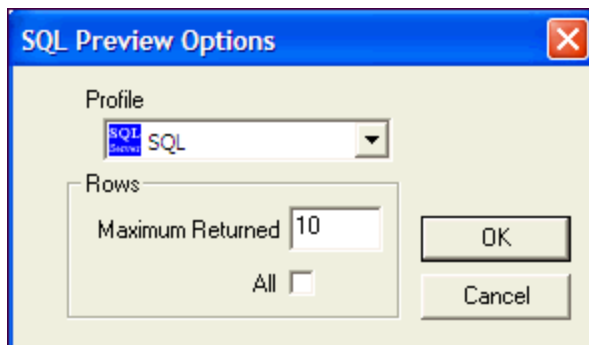 SQL Preview Options
Profile
SQL
Server
SQL
Rows
Maximum Returned 10
OK
All
Cancel